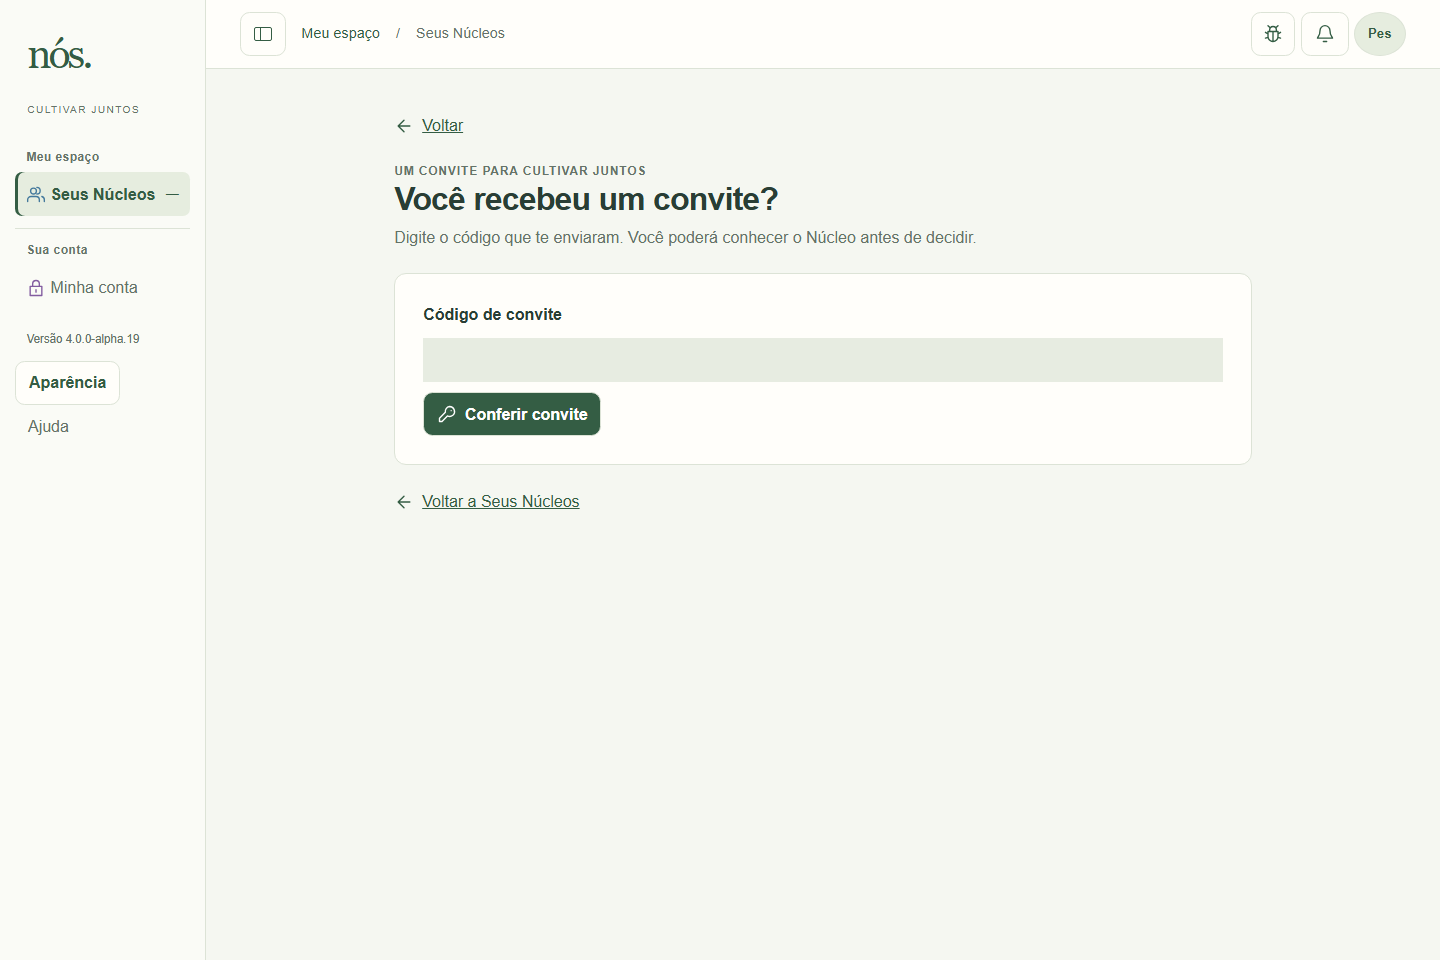 nós.
CULTIVAR JUNTOS
Meu espaço
Seus Núcleos
Sua conta
Minha conta
Versão 4.0.0-alpha.19
Aparência
Ajuda
Meu espaço / Seus Núcleos
Pes
Voltar
UM CONVITE PARA CULTIVAR JUNTOS
Você recebeu um convite?
Digite o código que te enviaram. Você poderá conhecer o Núcleo antes de decidir.
Código de convite
Conferir convite
Voltar a Seus Núcleos